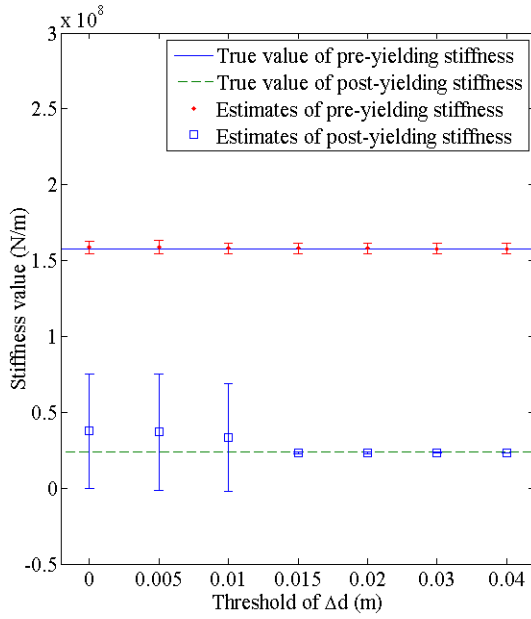 x 10⁸
3
2.5
2
1.5
1
0.5
0
-0.5
Stiffness value (N/m)
True value of pre-yielding stiffness
True value of post-yielding stiffness
Estimates of pre-yielding stiffness
Estimates of post-yielding stiffness
0 0.005 0.01 0.015 0.02 0.03 0.04
Threshold of Δd (m)